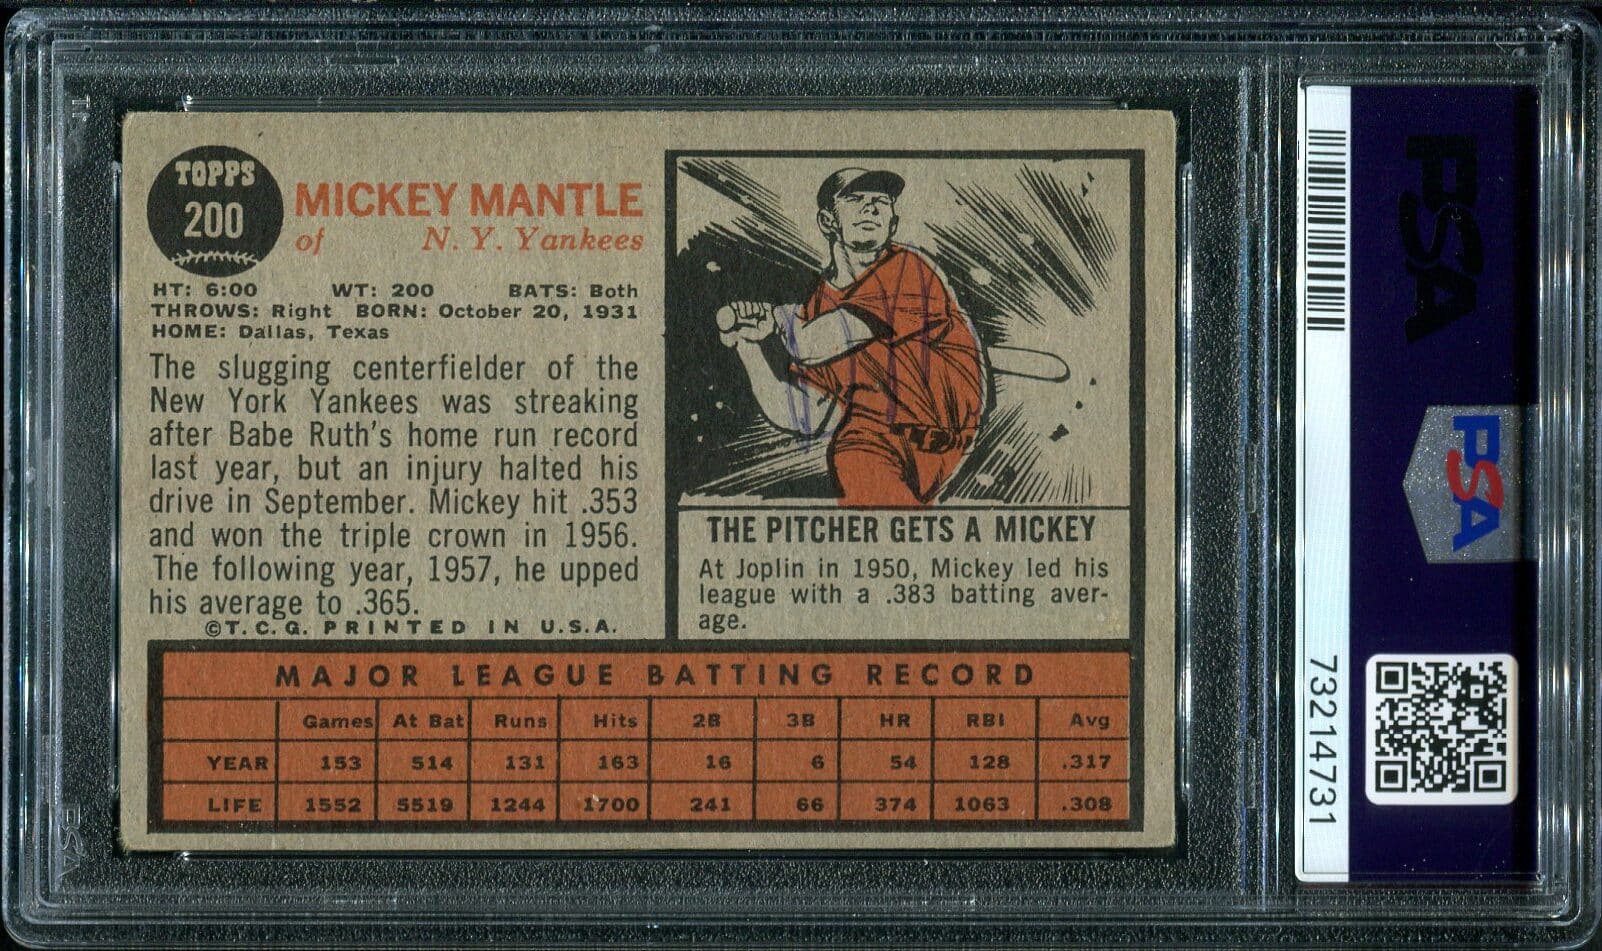 TOPPS
200
MICKEY MANTLE
of N. Y. Yankees
HT: 6:00 WT: 200 BATS: Both
THROWS: Right BORN: October 20, 1931
HOME: Dallas, Texas
The slugging centerfielder of the
New York Yankees was streaking
after Babe Ruth's home run record
last year, but an injury halted his
drive in September. Mickey hit .353
and won the triple crown in 1956.
The following year, 1957, he upped
his average to .365.
©T.C.G. PRINTED IN U.S.A.
THE PITCHER GETS A MICKEY
At Joplin in 1950, Mickey led his
league with a .383 batting aver-
age.
MAJOR LEAGUE BATTING RECORD
Games At Bat Runs Hits 2B 3B HR RBI Avg
YEAR 153 514 131 163 16 6 54 128 .317
LIFE 1552 5519 1244 1700 241 66 374 1063 .308
PSA
PSA
73214731
PSA